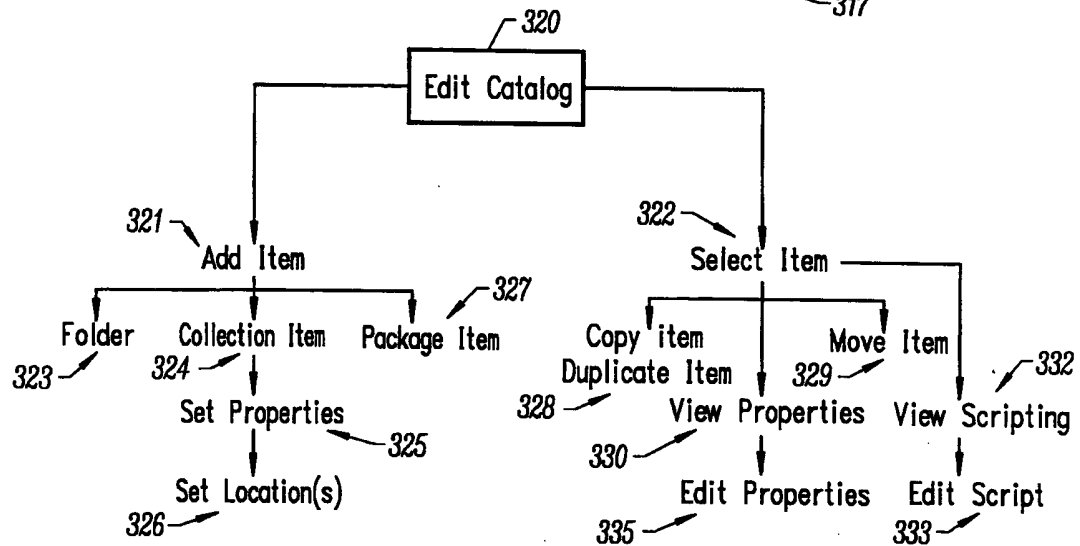 317
320
Edit Catalog
321
Add Item
322
Select Item
327
Folder
Collection Item
Package Item
323
324
Copy item
Duplicate Item
328
Move Item
329
332
Set Properties
325
View Properties
330
View Scripting
Set Location(s)
326
Edit Properties
335
Edit Script
333